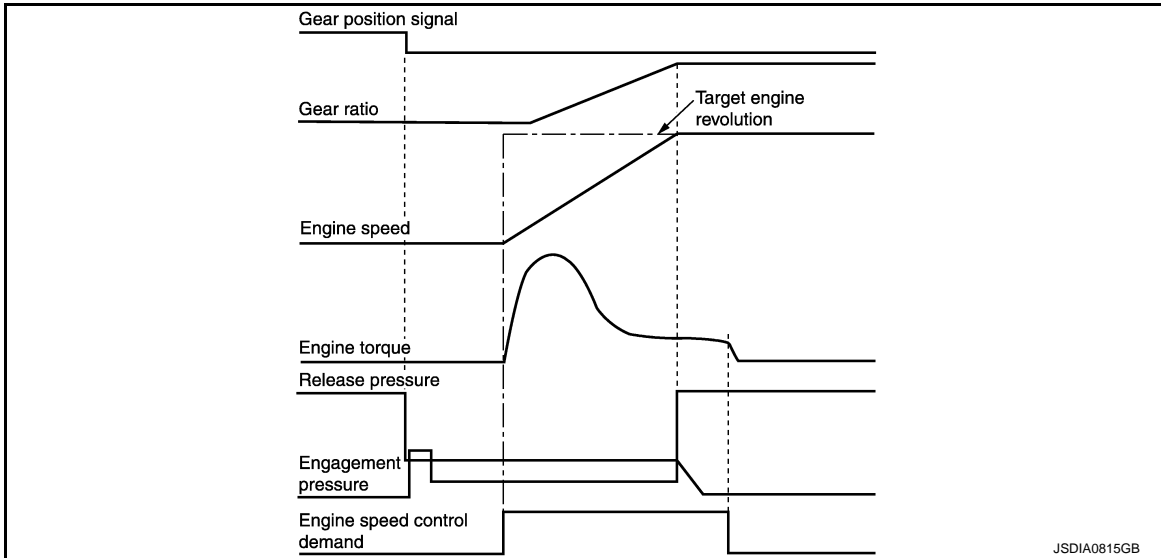 Gear position signal
Gear ratio
Target engine
revolution
Engine speed
Engine torque
Release pressure
Engagement
pressure
Engine speed control
demand
JSDIA0815GB